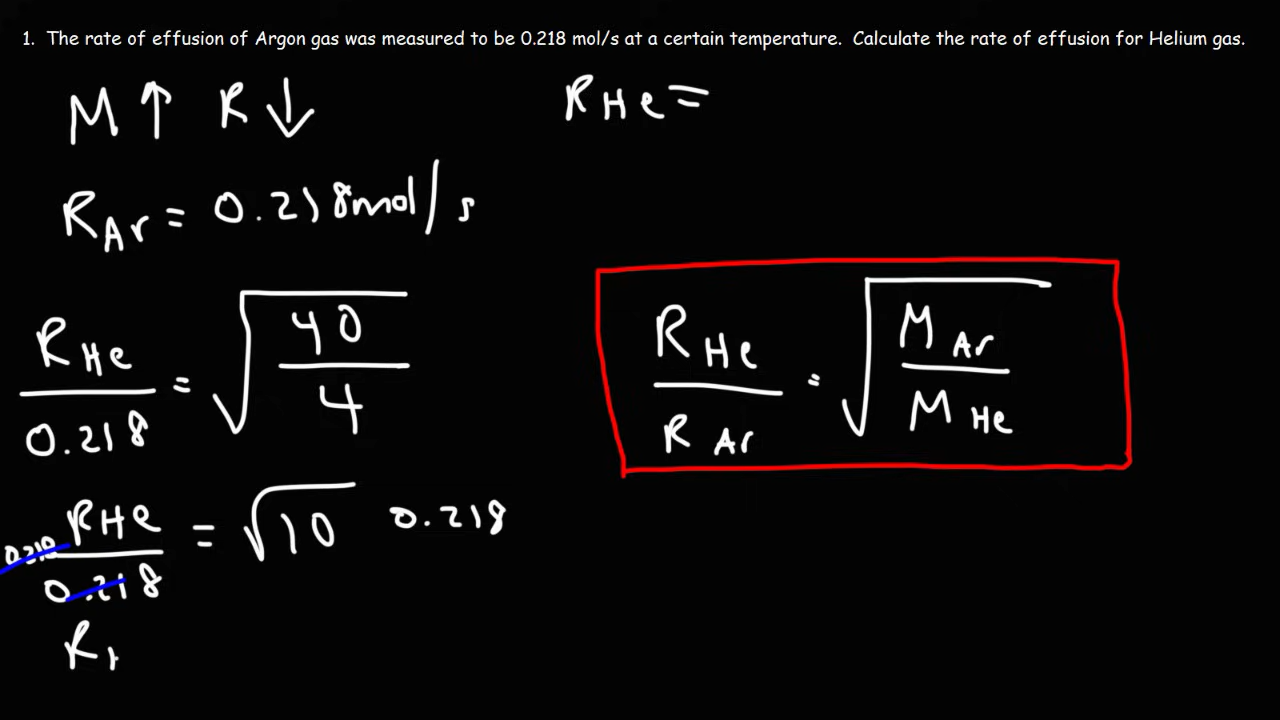 1. The rate of effusion of Argon gas was measured to be 0.218 mol/s at a certain temperature. Calculate the rate of effusion for Helium gas.
M ↑ R ↓
R He =
R Ar = 0.218 mol/s
R He / 0.218 = √(40 / 4)
R He / R Ar = √(M Ar / M He)
0.218 R He / 0.218 = √10 0.218
R